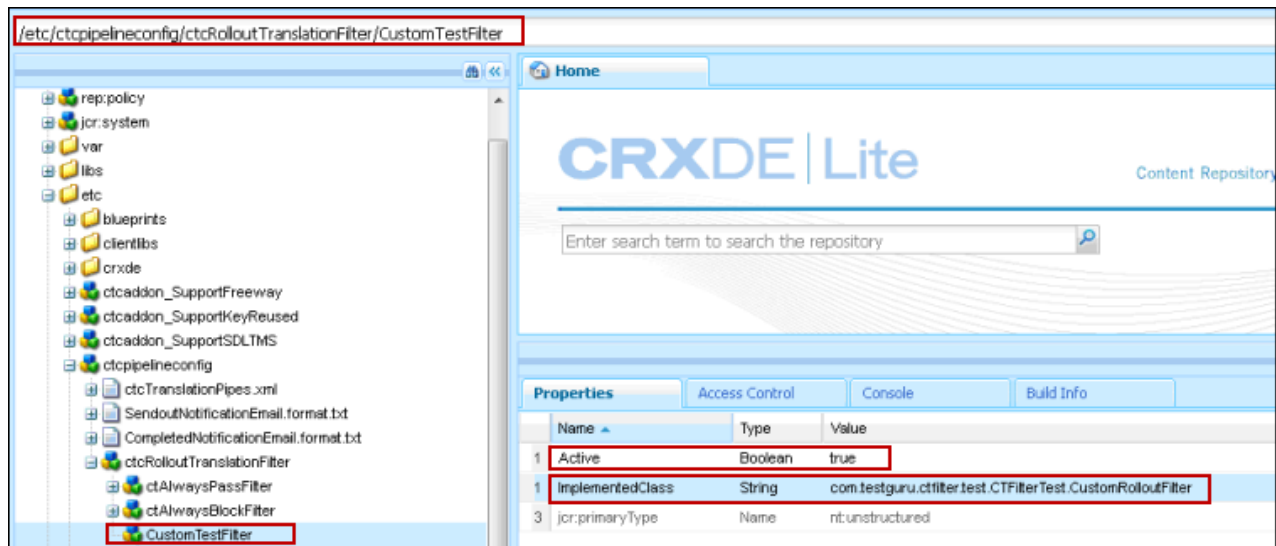 /etc/ctcpipelineconfig/ctcRolloutTranslationFilter/CustomTestFilter
rep:policy
jcr:system
var
libs
etc
blueprints
clientlibs
crxde
ctcaddon_SupportFreeway
ctcaddon_SupportKeyReused
ctcaddon_SupportSDLTMS
ctcpipelineconfig
ctcTranslationPipes.xml
SendoutNotificationEmail.format.txt
CompletedNotificationEmail.format.txt
ctcRolloutTranslationFilter
ctAlwaysPassFilter
ctAlwaysBlockFilter
CustomTestFilter
Home
CRXDE | Lite
Content Repository
Enter search term to search the repository
Properties Access Control Console Build Info
Name Type Value
1 Active Boolean true
1 ImplementedClass String com.testguru.ctfilter.test.CTFilterTest.CustomRolloutFilter
3 jcr:primaryType Name nt:unstructured